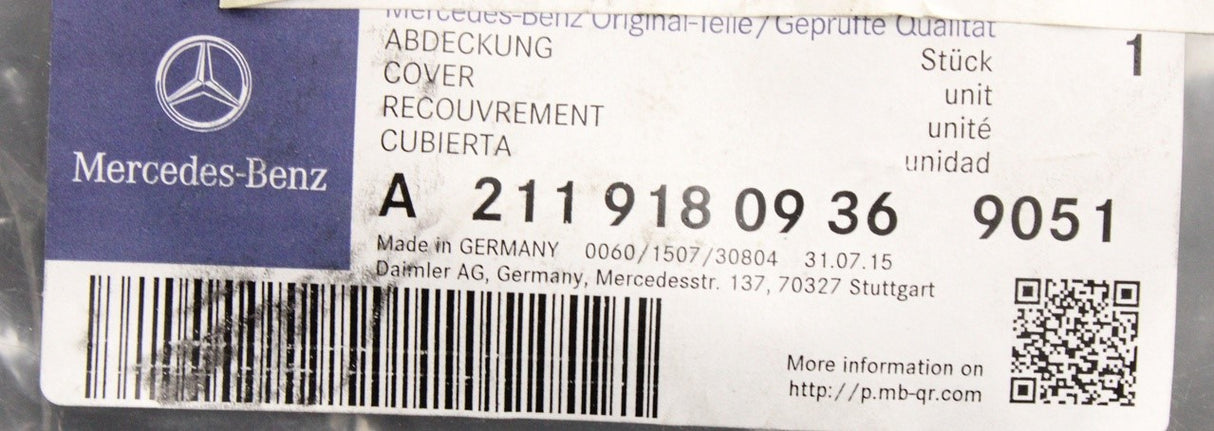 Mercedes-Benz Original-Teile/Geprüfte Qualität
ABDECKUNG
COVER
RECOUVREMENT
CUBIERTA
Stück 1
unit
unité
unidad
Mercedes-Benz
A 211 918 09 36 9051
Made in GERMANY 0060/1507/30804 31.07.15
Daimler AG, Germany, Mercedesstr. 137, 70327 Stuttgart
More information on
http://p.mb-qr.com